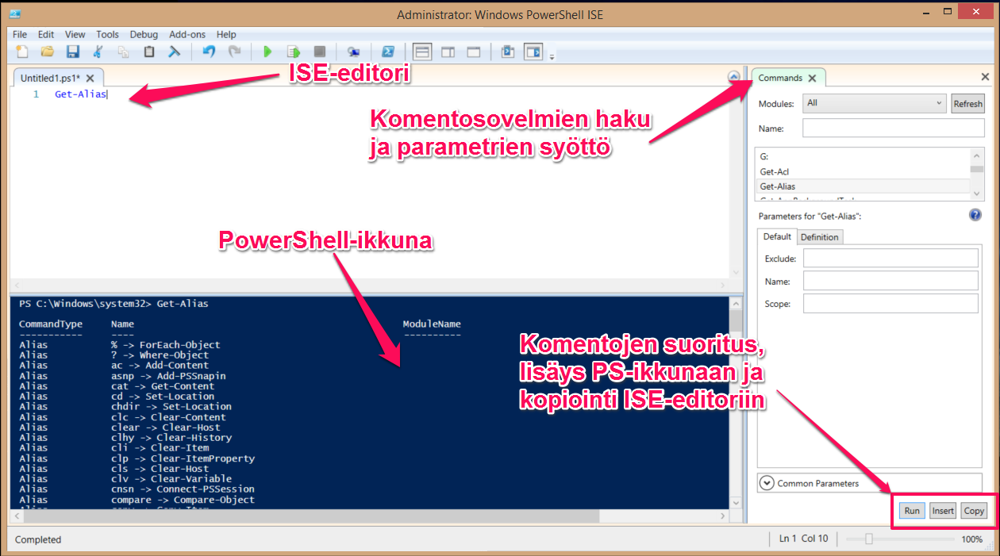 Administrator: Windows PowerShell ISE
File Edit View Tools Debug Add-ons Help
Untitled1.ps1*
1 Get-Alias
ISE-editori
Komentosovelmien haku
ja parametrien syöttö
PowerShell-ikkuna
PS C:\Windows\system32> Get-Alias
CommandType Name ModuleName
----------- ---- ----------
Alias % -> ForEach-Object
Alias ? -> Where-Object
Alias ac -> Add-Content
Alias asnp -> Add-PSSnapin
Alias cat -> Get-Content
Alias cd -> Set-Location
Alias chdir -> Set-Location
Alias clc -> Clear-Content
Alias clear -> Clear-Host
Alias clhy -> Clear-History
Alias cli -> Clear-Item
Alias clp -> Clear-ItemProperty
Alias cls -> Clear-Host
Alias clv -> Clear-Variable
Alias cnsn -> Connect-PSSession
Alias compare -> Compare-Object
Komentojen suoritus,
lisäys PS-ikkunaan ja
kopiointi ISE-editoriin
Commands
Modules: All Refresh
Name:
G:
Get-Acl
Get-Alias
Parameters for "Get-Alias":
Default Definition
Exclude:
Name:
Scope:
Common Parameters
Run Insert Copy
Completed
Ln 1 Col 10
100%